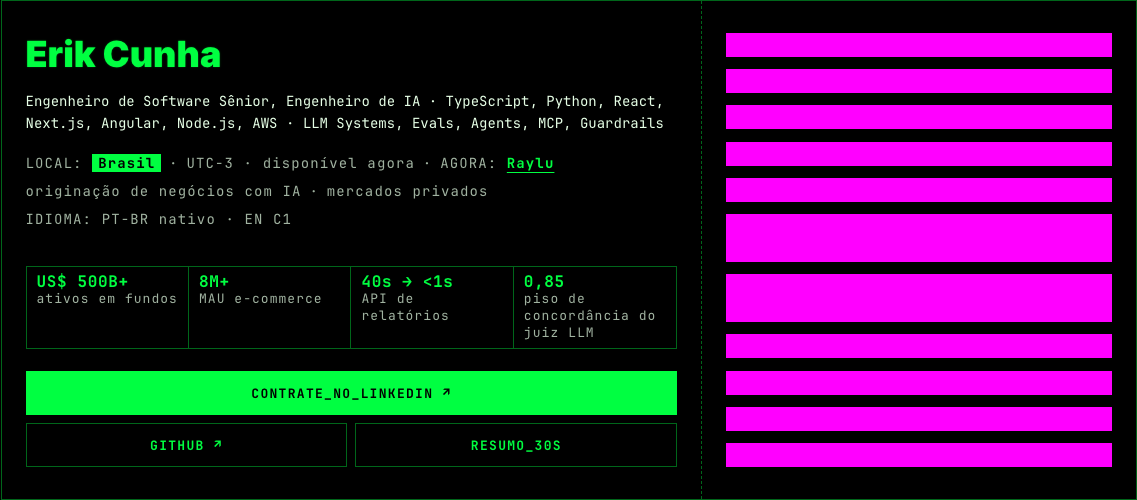 Erik Cunha
Engenheiro de Software Sênior, Engenheiro de IA · TypeScript, Python, React,
Next.js, Angular, Node.js, AWS · LLM Systems, Evals, Agents, MCP, Guardrails
LOCAL: Brasil · UTC-3 · disponível agora · AGORA: Raylu
originação de negócios com IA · mercados privados
IDIOMA: PT-BR nativo · EN C1
US$ 500B+
ativos em fundos
8M+
MAU e-commerce
40s → <1s
API de
relatórios
0,85
piso de
concordância do
juiz LLM
CONTRATE_NO_LINKEDIN ↗
GITHUB ↗
RESUMO_30S